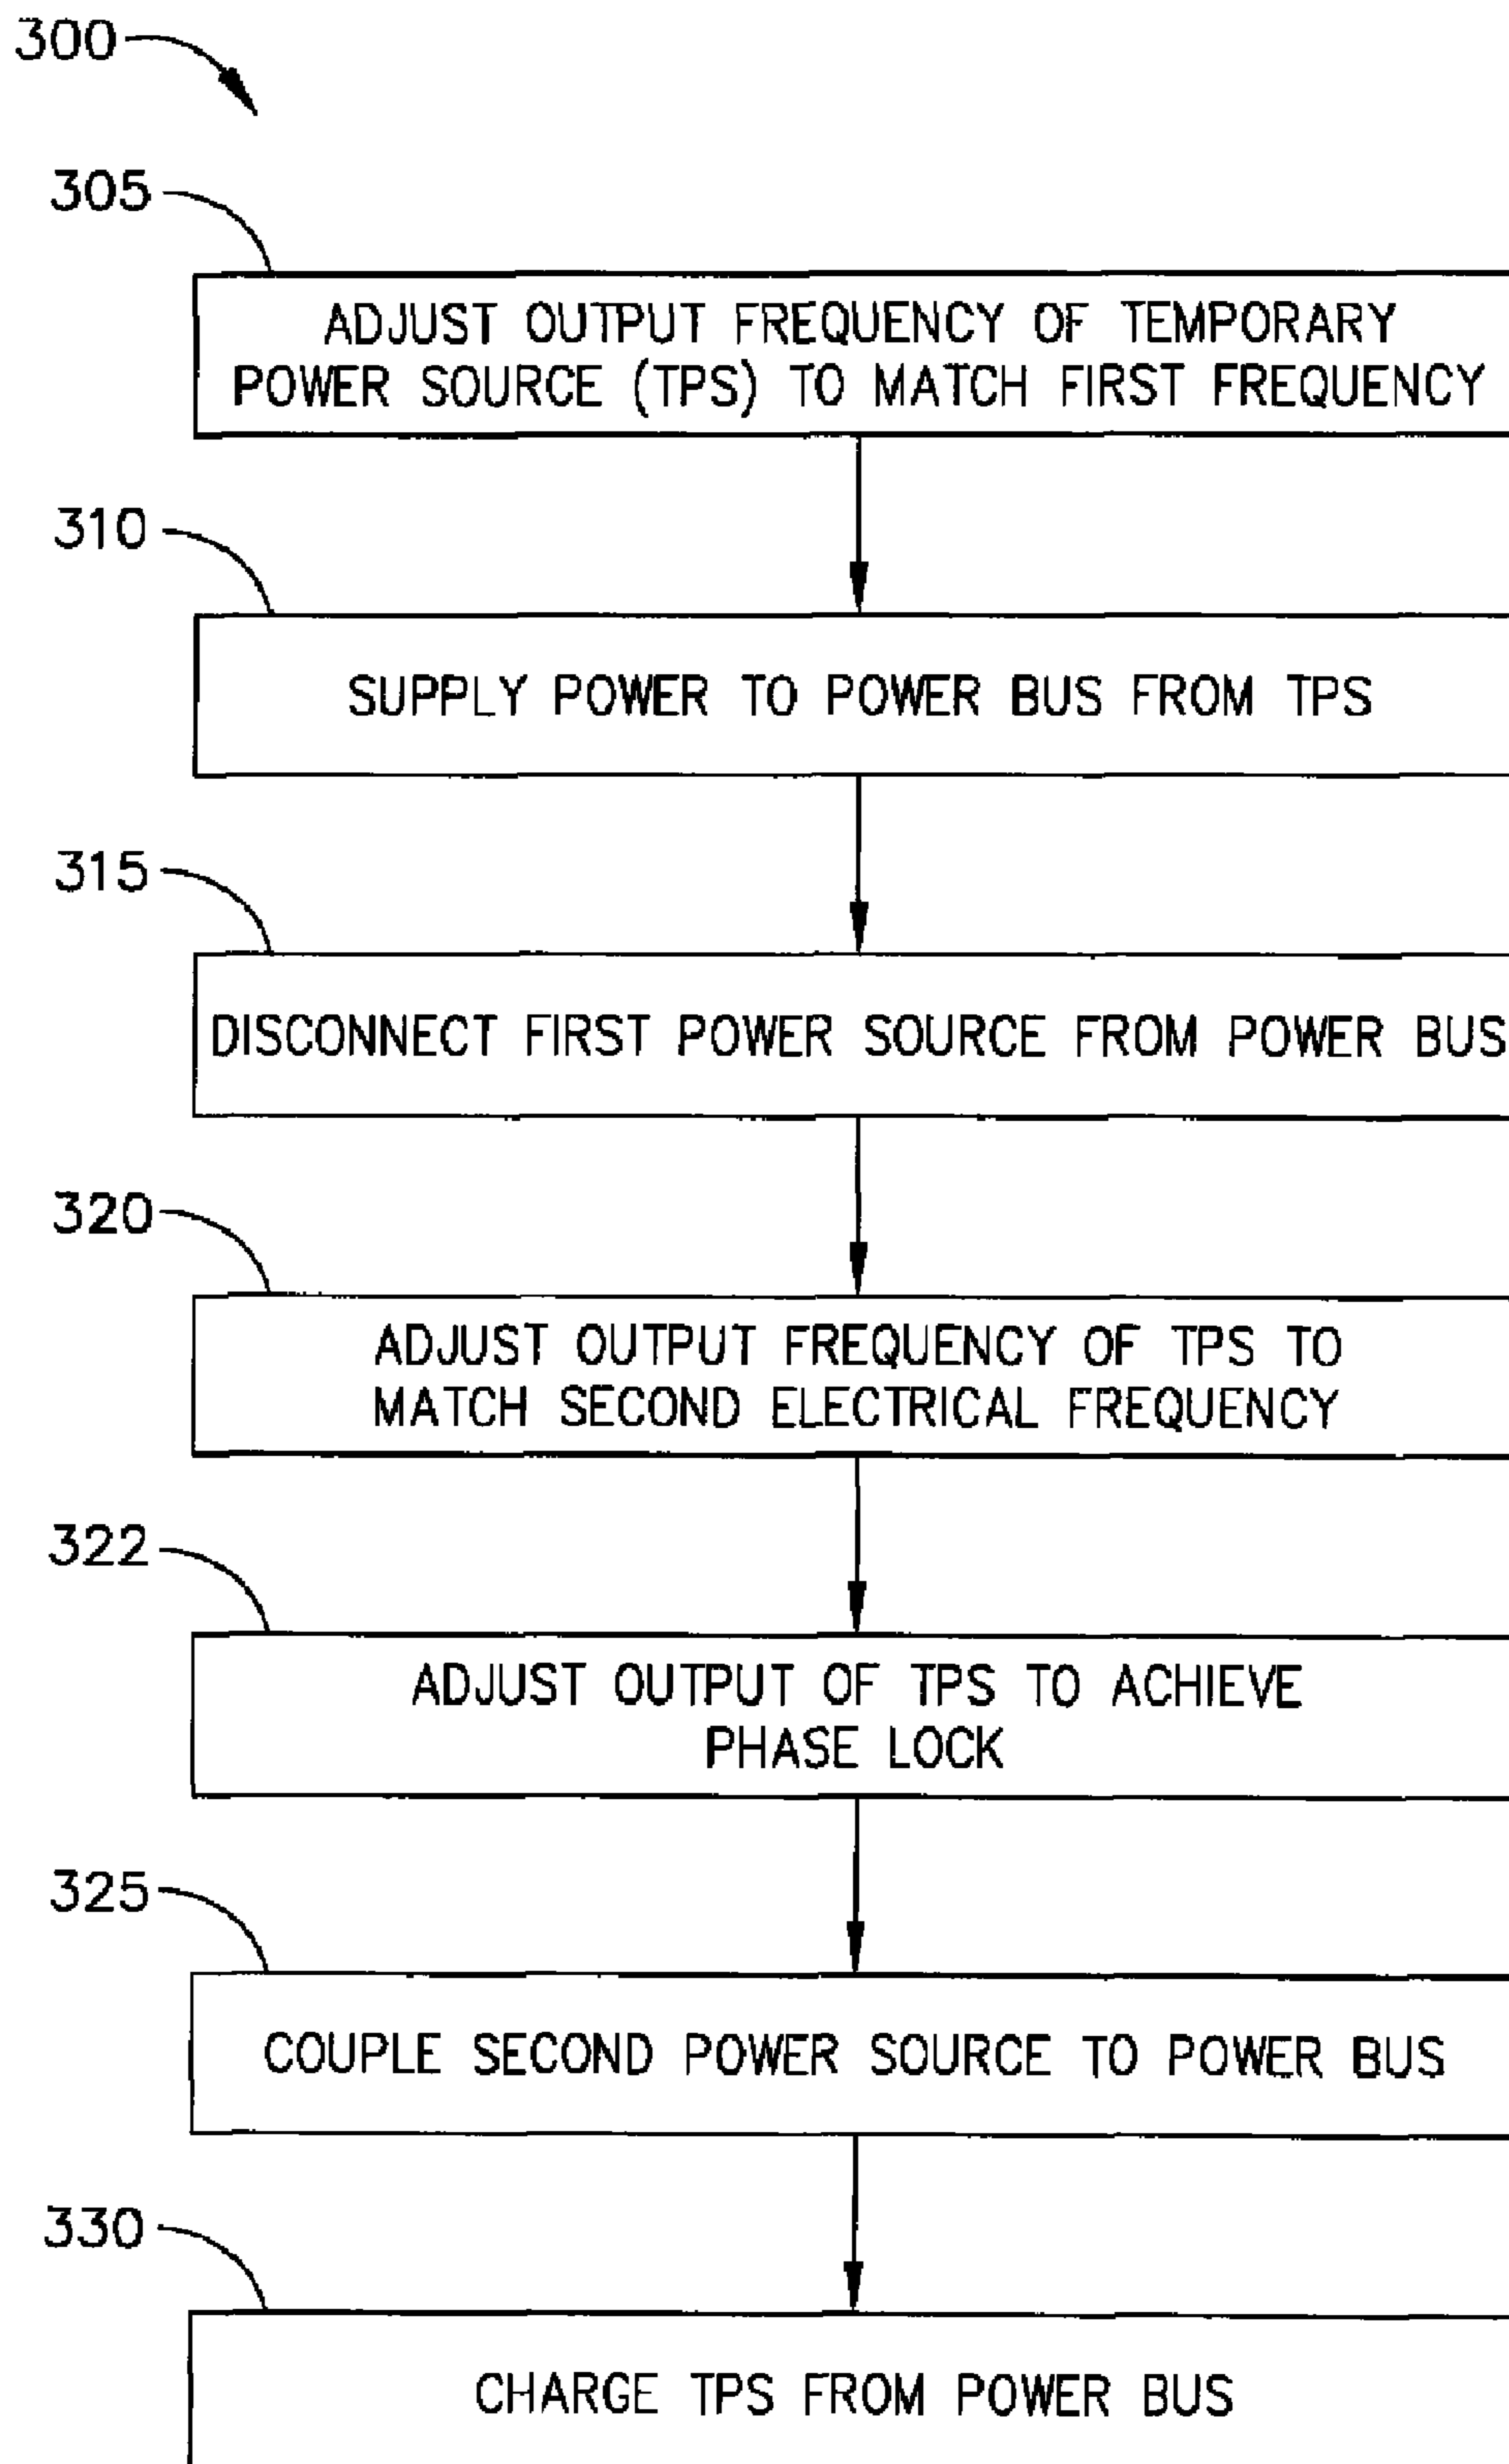 300
305
ADJUST OUTPUT FREQUENCY OF TEMPORARY
POWER SOURCE (TPS) TO MATCH FIRST FREQUENCY
310
SUPPLY POWER TO POWER BUS FROM TPS
315
DISCONNECT FIRST POWER SOURCE FROM POWER BUS
320
ADJUST OUTPUT FREQUENCY OF TPS TO
MATCH SECOND ELECTRICAL FREQUENCY
322
ADJUST OUTPUT OF TPS TO ACHIEVE
PHASE LOCK
325
COUPLE SECOND POWER SOURCE TO POWER BUS
330
CHARGE TPS FROM POWER BUS